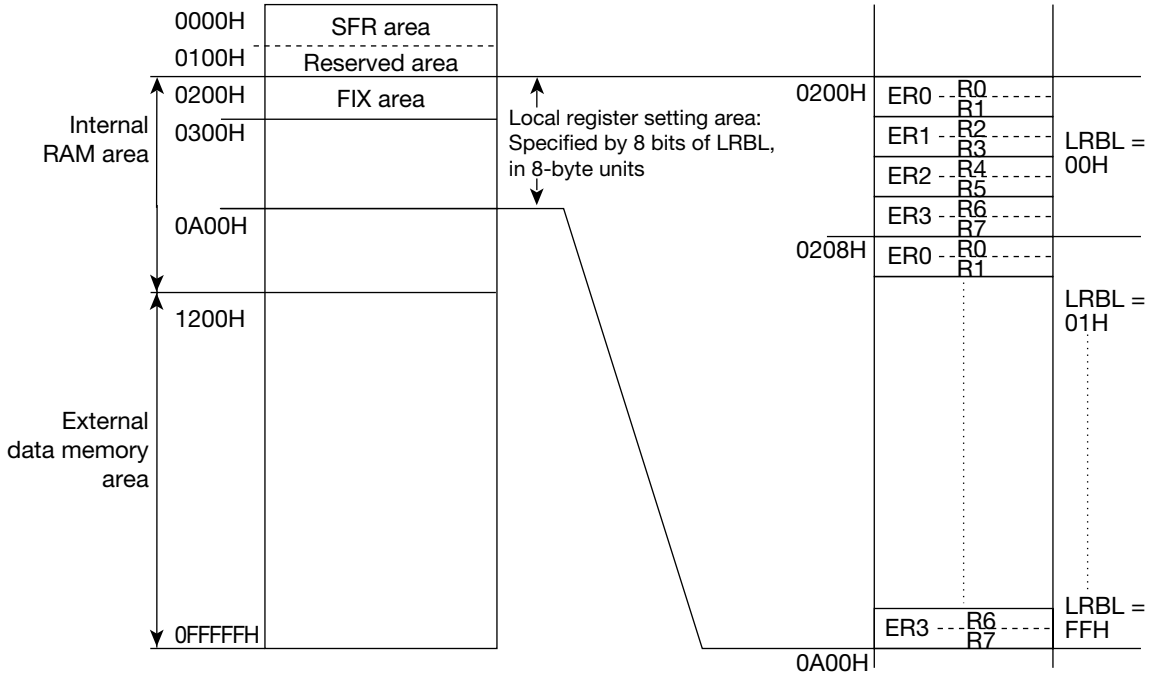 0000H
SFR area
0100H
Reserved area
0200H
FIX area
0300H
Internal
RAM area
0A00H
1200H
External
data memory
area
0FFFFFH
Local register setting area:
Specified by 8 bits of LRBL,
in 8-byte units
0200H
ER0
R0
R1
ER1
R2
R3
ER2
R4
R5
ER3
R6
R7
LRBL =
00H
0208H
ER0
R0
R1
LRBL =
01H
ER3
R6
R7
LRBL =
FFH
0A00H